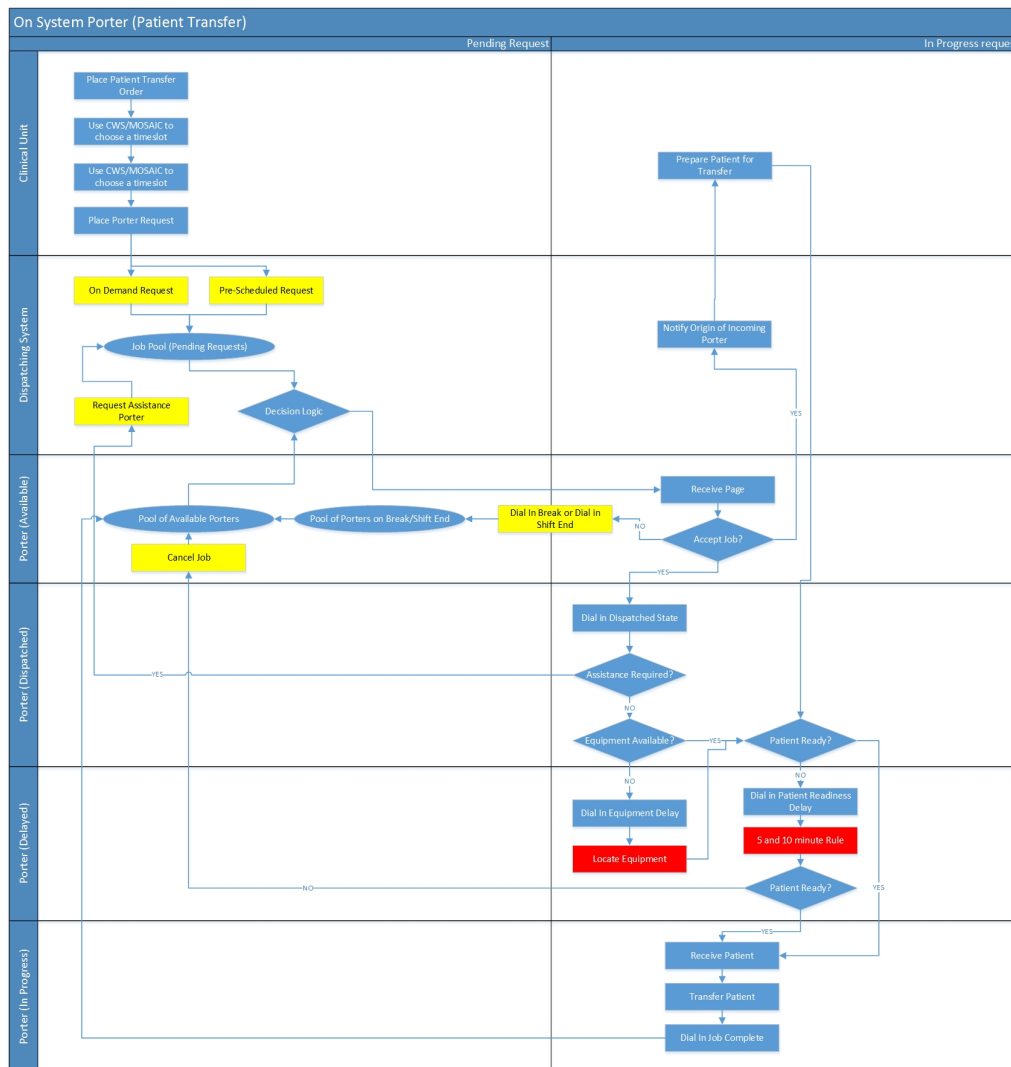 On System Porter (Patient Transfer)
Pending Request
In Progress reque
Clinical Unit
Place Patient Transfer
Order
Use CWS/MOSAIC to
choose a timeslot
Use CWS/MOSAIC to
choose a timeslot
Place Porter Request
Prepare Patient for
Transfer
Dispatching System
On Demand Request
Pre-Scheduled Request
Job Pool (Pending Requests)
Notify Origin of Incoming
Porter
Request Assistance
Porter
Decision Logic
YES
Porter (Available)
Receive Page
Pool of Available Porters
Pool of Porters on Break/Shift End
Dial In Break or Dial in
Shift End
NO
Accept Job?
Cancel Job
YES
Porter (Dispatched)
Dial in Dispatched State
YES
Assistance Required?
NO
Equipment Available?
YES
Patient Ready?
NO
NO
Porter (Delayed)
Dial In Equipment Delay
Dial in Patient Readiness
Delay
5 and 10 minute Rule
Locate Equipment
NO
Patient Ready?
YES
YES
Porter (In Progress)
Receive Patient
Transfer Patient
Dial In Job Complete